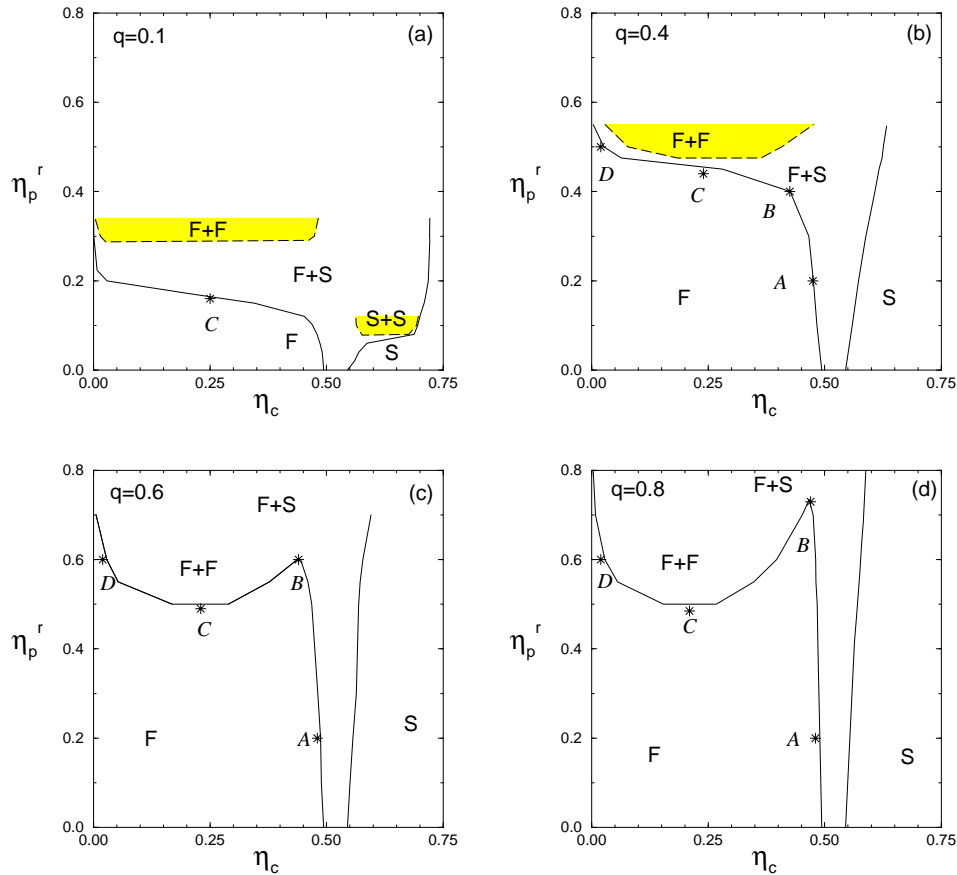 q=0.1
(a)
0.8
0.6
η_p^r
0.4
0.2
0.0
F+F
F+S
C
S+S
F
S
0.00
0.25
0.50
0.75
η_c
q=0.4
(b)
0.8
0.6
η_p^r
0.4
0.2
0.0
F+F
D
C
F+S
B
A
F
S
0.00
0.25
0.50
0.75
η_c
q=0.6
(c)
0.8
0.6
η_p^r
0.4
0.2
0.0
F+S
F+F
D
B
C
A
F
S
0.00
0.25
0.50
0.75
η_c
q=0.8
(d)
0.8
0.6
η_p^r
0.4
0.2
0.0
F+S
B
F+F
D
C
A
F
S
0.00
0.25
0.50
0.75
η_c